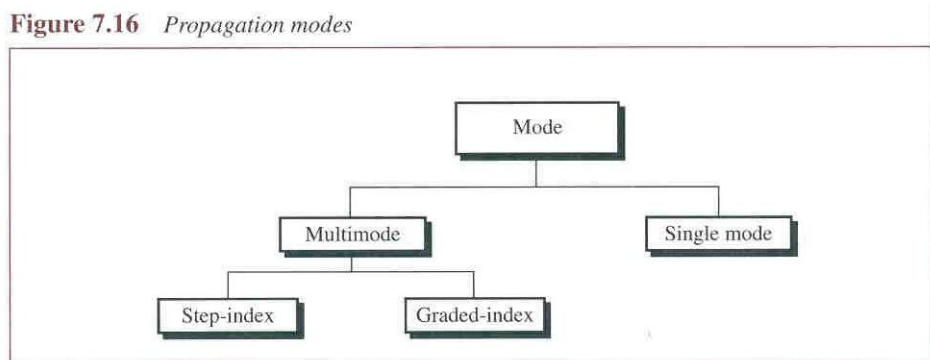 Figure 7.16 Propagation modes
Mode
Multimode
Single mode
Step-index
Graded-index